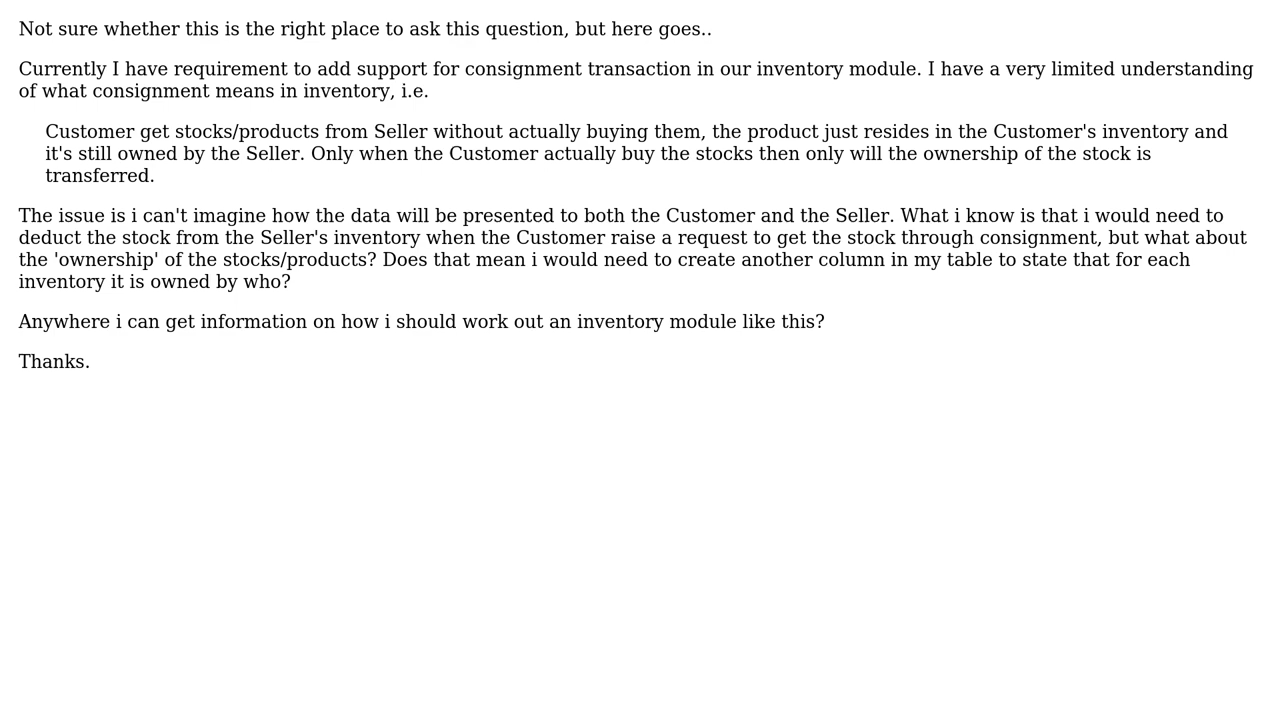 Not sure whether this is the right place to ask this question, but here goes..
Currently I have requirement to add support for consignment transaction in our inventory module. I have a very limited understanding
of what consignment means in inventory, i.e.
Customer get stocks/products from Seller without actually buying them, the product just resides in the Customer's inventory and
it's still owned by the Seller. Only when the Customer actually buy the stocks then only will the ownership of the stock is
transferred.
The issue is i can't imagine how the data will be presented to both the Customer and the Seller. What i know is that i would need to
deduct the stock from the Seller's inventory when the Customer raise a request to get the stock through consignment, but what about
the 'ownership' of the stocks/products? Does that mean i would need to create another column in my table to state that for each
inventory it is owned by who?
Anywhere i can get information on how i should work out an inventory module like this?
Thanks.